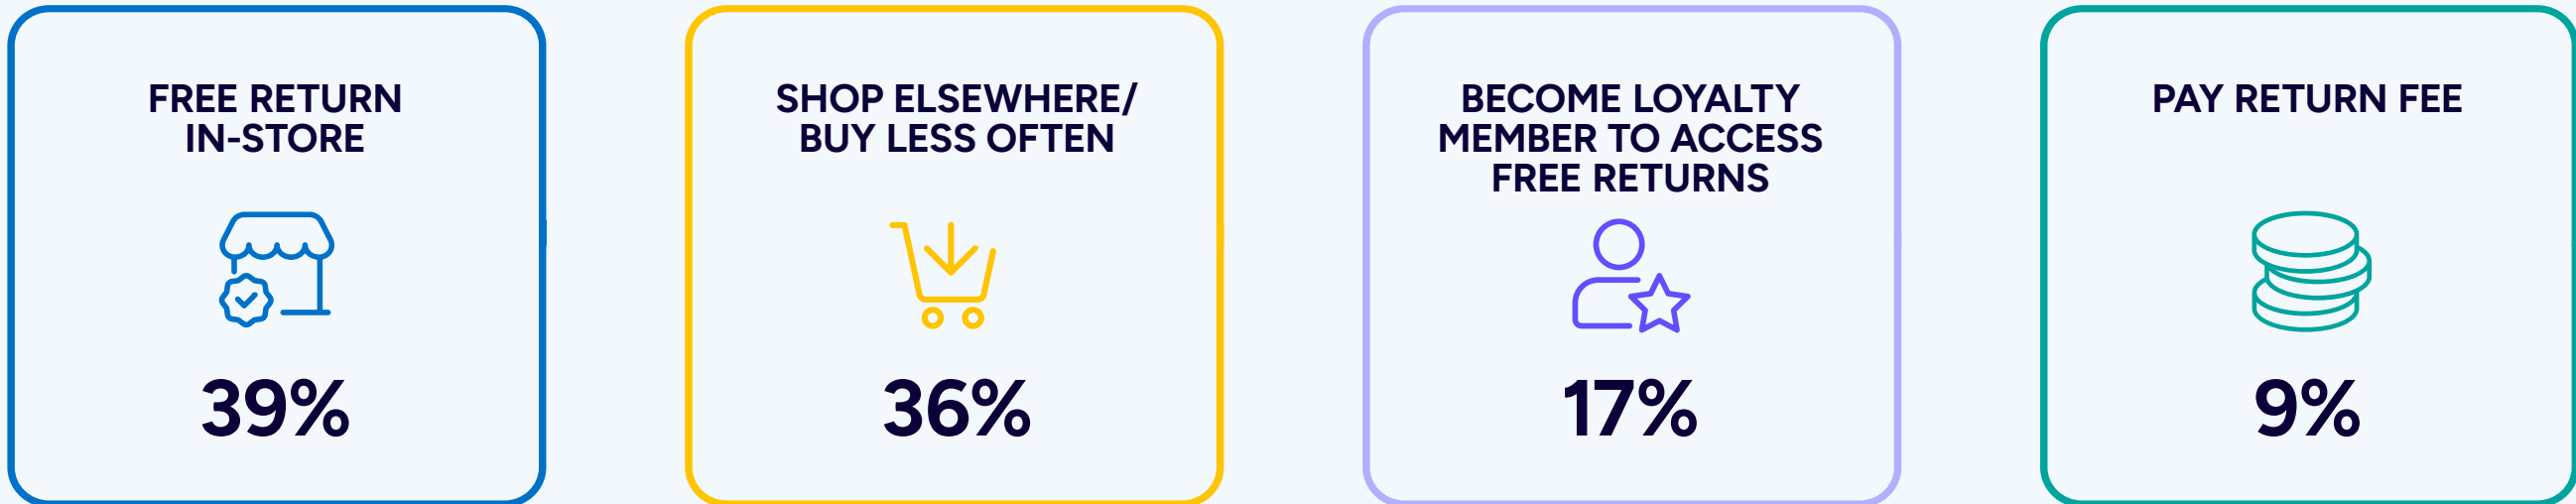 FREE RETURN
IN-STORE
39%
SHOP ELSEWHERE/
BUY LESS OFTEN
36%
BECOME LOYALTY
MEMBER TO ACCESS
FREE RETURNS
17%
PAY RETURN FEE
9%